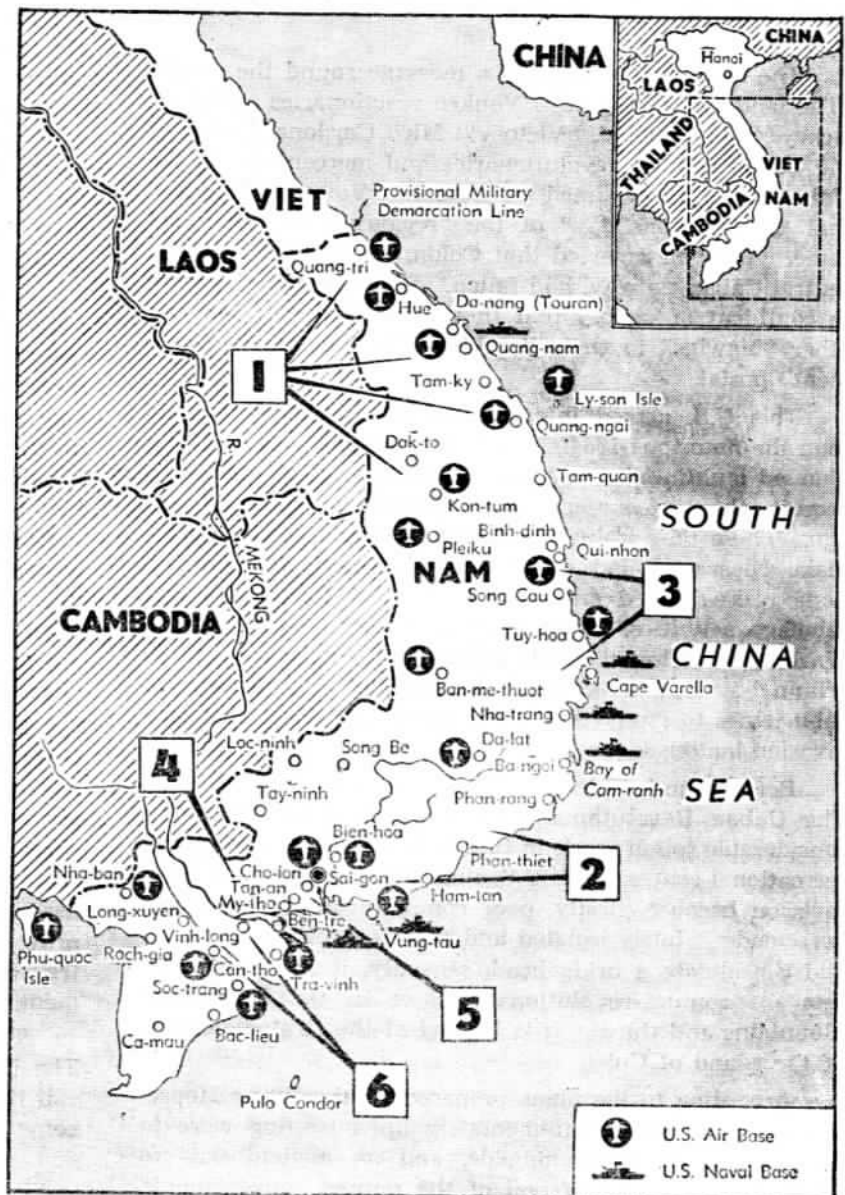 CHINA
CHINA
Hanoi
LAOS
THAILAND
VIET
NAM
CAMBODIA
VIET
Provisional Military
Demarcation Line
LAOS
Quang-tri
Hue
Da-nang (Touran)
Quang-nam
1
Tam-ky
Ly-son Isle
Quang-ngai
Dak-to
R.
Tam-quan
Kon-tum
SOUTH
Binh-dinh
Pleiku
Qui-nhon
MEKONG
NAM
Song Cau
3
CAMBODIA
Tuy-hoa
CHINA
Ban-me-thuot
Cape Varella
Nha-trang
Loc-ninh
Song Be
Da-lat
4
Ba-ngoi
Bay of
Cam-ranh
SEA
Tay-ninh
Phan-rang
Bien-hoa
Phan-thiet
Nha-ban
Cho-lon
Sai-gon
2
Tan-an
Ham-tan
Long-xuyen
My-tho
Ben-tre
Vung-tau
Phu-quoc
Isle
Rach-gia
Vinh-long
Can-tho
Tra-vinh
Soc-trang
5
Ca-mau
Bac-lieu
6
Pulo Condor
U.S. Air Base
U.S. Naval Base